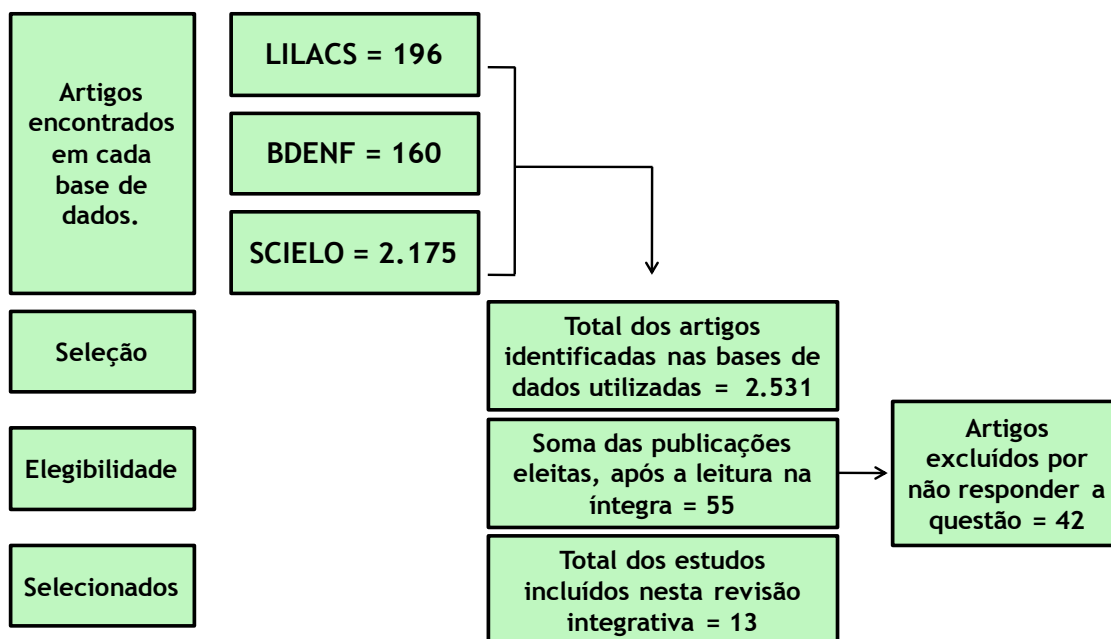 Artigos
encontrados
em cada
base de
dados.
LILACS = 196
BDENF = 160
SCIELO = 2.175
Seleção
Total dos artigos
identificadas nas bases de
dados utilizadas = 2.531
Elegibilidade
Soma das publicações
eleitas, após a leitura na
íntegra = 55
Artigos
excluídos por
não responder a
questão = 42
Selecionados
Total dos estudos
incluídos nesta revisão
integrativa = 13